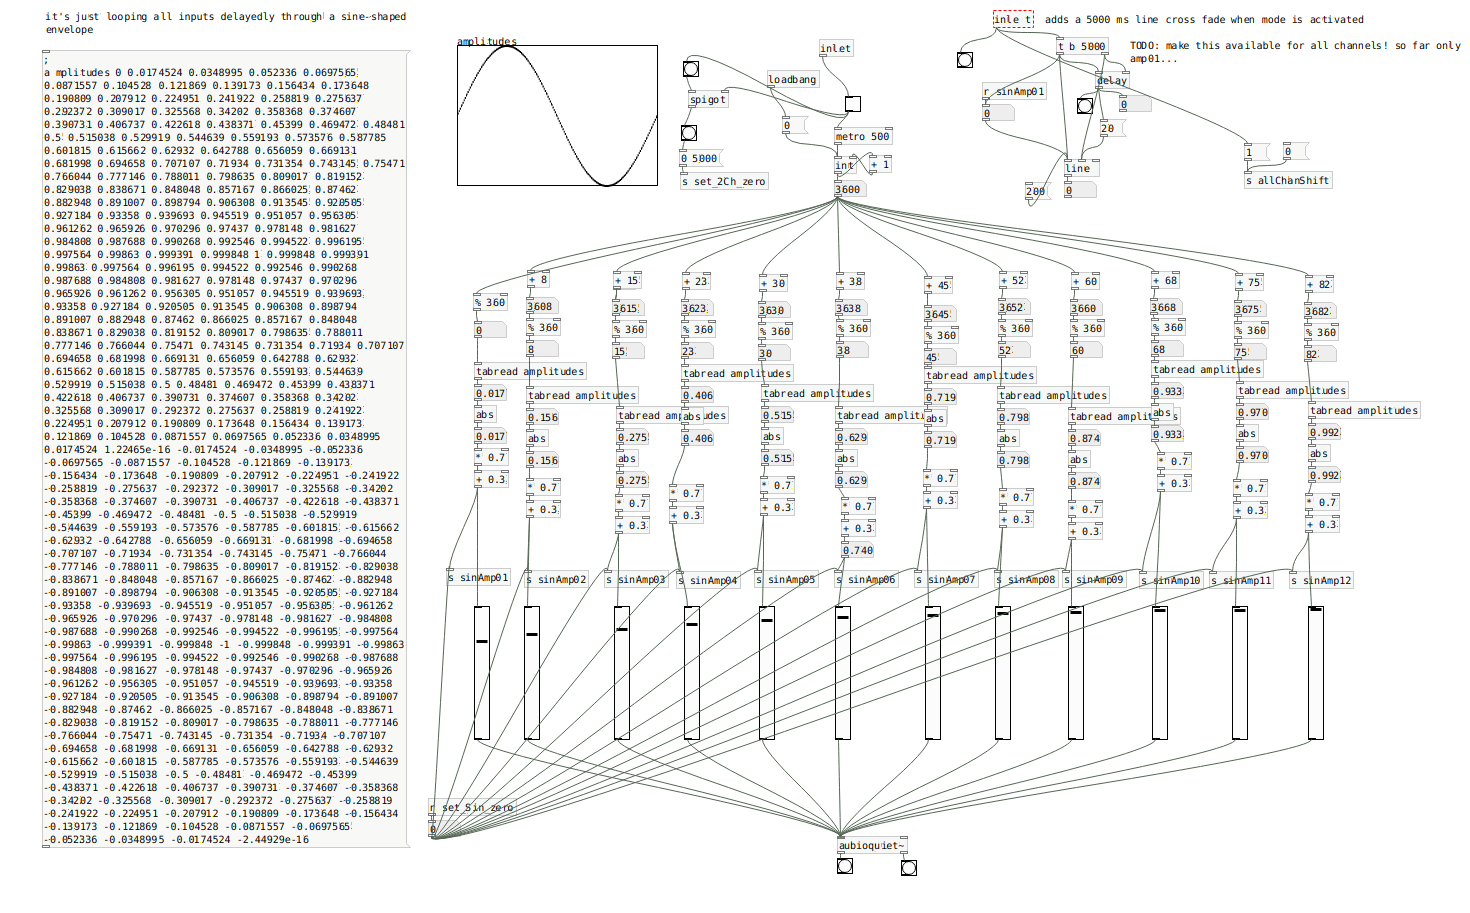 it's just looping all inputs delayedly through a sine-shaped
envelope
;
a mplitudes 0 0.0174524 0.0348995 0.052336 0.0697565
0.0871557 0.104528 0.121869 0.139173 0.156434 0.173648
0.190809 0.207912 0.224951 0.241922 0.258819 0.275637
0.292372 0.309017 0.325568 0.34202 0.358368 0.374607
0.390731 0.406737 0.422618 0.438371 0.45399 0.469472 0.48481
0.5 0.515038 0.529919 0.544639 0.559193 0.573576 0.587785
0.601815 0.615662 0.62932 0.642788 0.656059 0.669131
0.681998 0.694658 0.707107 0.71934 0.731354 0.743145 0.75471
0.766044 0.777146 0.788011 0.798635 0.809017 0.819152
0.829038 0.838671 0.848048 0.857167 0.866025 0.87462
0.882948 0.891007 0.898794 0.906308 0.913545 0.920505
0.927184 0.93358 0.939693 0.945519 0.951057 0.956305
0.961262 0.965926 0.970296 0.97437 0.978148 0.981627
0.984808 0.987688 0.990268 0.992546 0.994522 0.996195
0.997564 0.99863 0.999391 0.999848 1 0.999848 0.999391
0.99863 0.997564 0.996195 0.994522 0.992546 0.990268
0.987688 0.984808 0.981627 0.978148 0.97437 0.970296
0.965926 0.961262 0.956305 0.951057 0.945519 0.939693
0.93358 0.927184 0.920505 0.913545 0.906308 0.898794
0.891007 0.882948 0.87462 0.866025 0.857167 0.848048
0.838671 0.829038 0.819152 0.809017 0.798635 0.788011
0.777146 0.766044 0.75471 0.743145 0.731354 0.71934 0.707107
0.694658 0.681998 0.669131 0.656059 0.642788 0.62932
0.615662 0.601815 0.587785 0.573576 0.559193 0.544639
0.529919 0.515038 0.5 0.48481 0.469472 0.45399 0.438371
0.422618 0.406737 0.390731 0.374607 0.358368 0.34202
0.325568 0.309017 0.292372 0.275637 0.258819 0.241922
0.224951 0.207912 0.190809 0.173648 0.156434 0.139173
0.121869 0.104528 0.0871557 0.0697565 0.052336 0.0348995
0.0174524 1.22465e-16 -0.0174524 -0.0348995 -0.052336
-0.0697565 -0.0871557 -0.104528 -0.121869 -0.139173
-0.156434 -0.173648 -0.190809 -0.207912 -0.224951 -0.241922
-0.258819 -0.275637 -0.292372 -0.309017 -0.325568 -0.34202
-0.358368 -0.374607 -0.390731 -0.406737 -0.422618 -0.438371
-0.45399 -0.469472 -0.48481 -0.5 -0.515038 -0.529919
-0.544639 -0.559193 -0.573576 -0.587785 -0.601815 -0.615662
-0.62932 -0.642788 -0.656059 -0.669131 -0.681998 -0.694658
-0.707107 -0.71934 -0.731354 -0.743145 -0.75471 -0.766044
-0.777146 -0.788011 -0.798635 -0.809017 -0.819152 -0.829038
-0.838671 -0.848048 -0.857167 -0.866025 -0.87462 -0.882948
-0.891007 -0.898794 -0.906308 -0.913545 -0.920505 -0.927184
-0.93358 -0.939693 -0.945519 -0.951057 -0.956305 -0.961262
-0.965926 -0.970296 -0.97437 -0.978148 -0.981627 -0.984808
-0.987688 -0.990268 -0.992546 -0.994522 -0.996195 -0.997564
-0.99863 -0.999391 -0.999848 -1 -0.999848 -0.999391 -0.99863
-0.997564 -0.996195 -0.994522 -0.992546 -0.990268 -0.987688
-0.984808 -0.981627 -0.978148 -0.97437 -0.970296 -0.965926
-0.961262 -0.956305 -0.951057 -0.945519 -0.939693 -0.93358
-0.927184 -0.920505 -0.913545 -0.906308 -0.898794 -0.891007
-0.882948 -0.87462 -0.866025 -0.857167 -0.848048 -0.838671
-0.829038 -0.819152 -0.809017 -0.798635 -0.788011 -0.777146
-0.766044 -0.75471 -0.743145 -0.731354 -0.71934 -0.707107
-0.694658 -0.681998 -0.669131 -0.656059 -0.642788 -0.62932
-0.615662 -0.601815 -0.587785 -0.573576 -0.559193 -0.544639
-0.529919 -0.515038 -0.5 -0.48481 -0.469472 -0.45399
-0.438371 -0.422618 -0.406737 -0.390731 -0.374607 -0.358368
-0.34202 -0.325568 -0.309017 -0.292372 -0.275637 -0.258819
-0.241922 -0.224951 -0.207912 -0.190809 -0.173648 -0.156434
-0.139173 -0.121869 -0.104528 -0.0871557 -0.0697565
-0.052336 -0.0348995 -0.0174524 -2.44929e-16
amplitudes
inlet
loadbang
spigot
0
metro 500
int
+ 1
3600
0 5000
s set_2Ch_zero
inle t
adds a 5000 ms line cross fade when mode is activated
t b 5000
TODO: make this available for all channels! so far only
amp01...
delay
r sinAmp01
0
0
20
line
200
0
1
0
s allChanShift
+ 8
+ 15
+ 23
+ 30
+ 38
+ 45
+ 52
+ 60
+ 68
+ 75
+ 82
% 360
3608
3615
3623
3630
3638
3645
3652
3660
3668
3675
3682
0
% 360
% 360
% 360
% 360
% 360
% 360
% 360
% 360
% 360
% 360
% 360
8
15
23
30
38
45
52
60
68
75
82
tabread amplitudes
tabread amplitudes
tabread amplitudes
tabread amplitudes
tabread amplitudes
tabread amplit
tabread amplitudes
tabread amplitudes
tabread amplit
tabread amplitudes
tabread amplitudes
tabread amplitudes
0.017
0.156
0.275
0.406
0.515
0.629
0.719
0.798
0.874
0.933
0.970
0.992
abs
abs
abs
abs
abs
abs
abs
abs
abs
abs
abs
abs
0.017
0.156
0.275
0.406
0.515
0.629
0.719
0.798
0.874
0.933
0.970
0.992
* 0.7
* 0.7
* 0.7
* 0.7
* 0.7
* 0.7
* 0.7
* 0.7
* 0.7
* 0.7
* 0.7
* 0.7
+ 0.3
+ 0.3
+ 0.3
+ 0.3
+ 0.3
+ 0.3
+ 0.3
+ 0.3
+ 0.3
+ 0.3
+ 0.3
+ 0.3
0.740
s sinAmp01
s sinAmp02
s sinAmp03
s sinAmp04
s sinAmp05
s sinAmp06
s sinAmp07
s sinAmp08
s sinAmp09
s sinAmp10
s sinAmp11
s sinAmp12
r set_Sin_zero
0
aubioquiet~